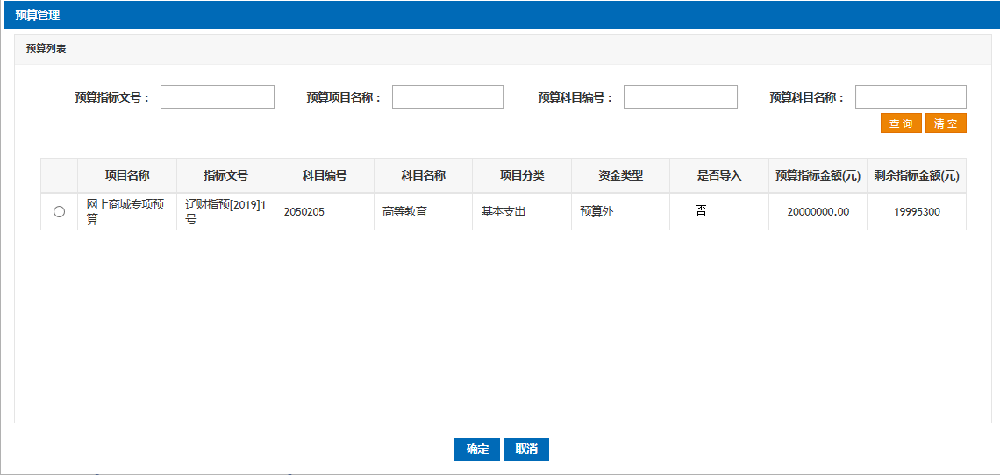 预算管理
预算列表
预算指标文号： 预算项目名称： 预算科目编号： 预算科目名称：
查 询 清 空
项目名称 指标文号 科目编号 科目名称 项目分类 资金类型 是否导入 预算指标金额(元) 剩余指标金额(元)
网上商城专项预 辽财指预[2019]1
算 号 2050205 高等教育 基本支出 预算外 否 20000000.00 19995300
确定 取消